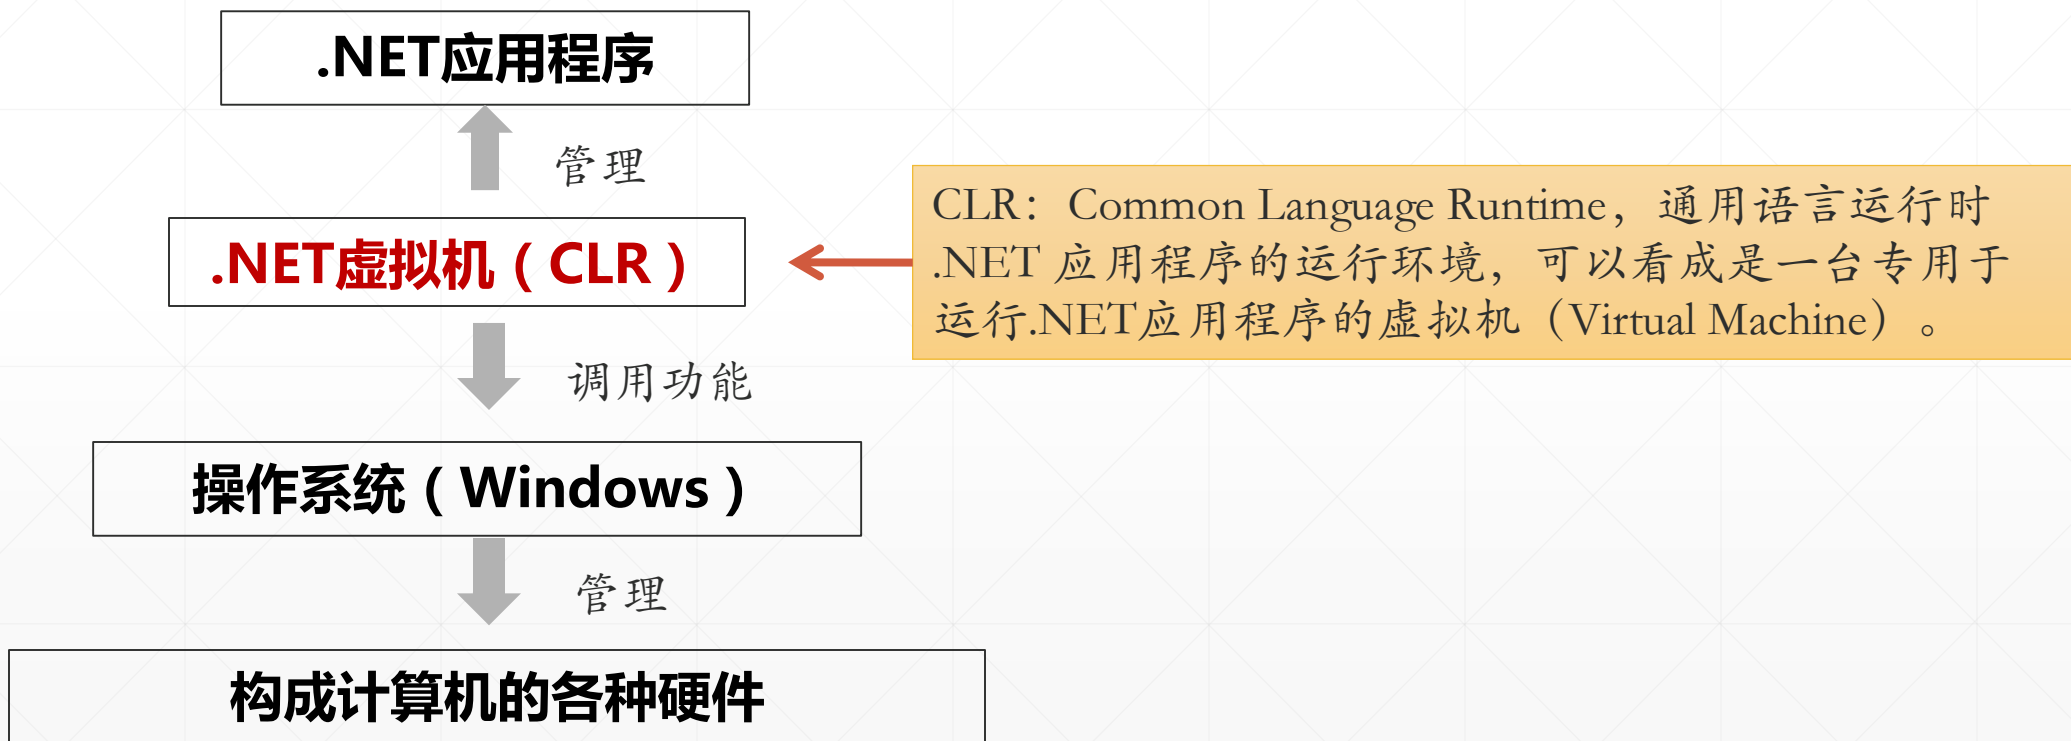 .NET应用程序
管理
.NET虚拟机（CLR）
CLR：Common Language Runtime，通用语言运行时
.NET 应用程序的运行环境，可以看成是一台专用于
运行.NET应用程序的虚拟机（Virtual Machine）。
调用功能
操作系统（Windows）
管理
构成计算机的各种硬件